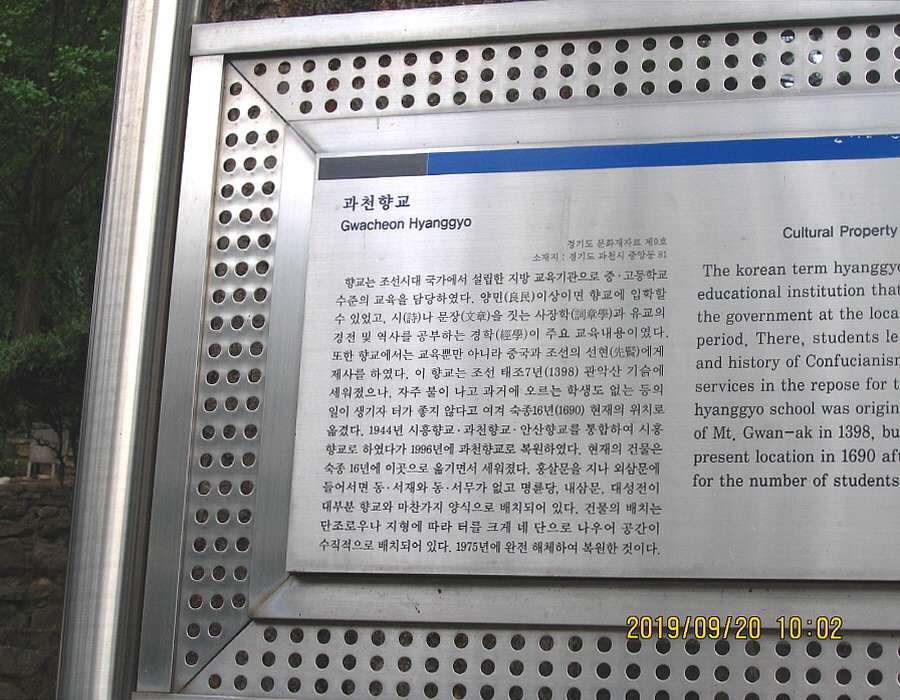 과천향교
Gwacheon Hyanggyo
경기도 문화재자료 제9호
소재지 : 경기도 과천시 중앙동 81
향교는 조선시대 국가에서 설립한 지방 교육기관으로 중·고등학교
수준의 교육을 담당하였다. 양민(良民)이상이면 향교에 입학할
수 있었고, 시(詩)나 문장(文章)을 짓는 사장학(詞章學)과 유교의
경전 및 역사를 공부하는 경학(經學)이 주요 교육내용이였다.
또한 향교에서는 교육뿐만 아니라 중국과 조선의 선현(先賢)에게
제사를 하였다. 이 향교는 조선 태조7년(1398) 관악산 기슭에
세워졌으나, 자주 불이 나고 과거에 오르는 학생도 없는 등의
일이 생기자 터가 좋지 않다고 여겨 숙종16년(1690) 현재의 위치로
옮겼다. 1944년 시흥향교·과천향교·안산향교를 통합하여 시흥
향교로 하였다가 1996년에 과천향교로 복원하였다. 현재의 건물은
숙종 16년에 이곳으로 옮기면서 세워졌다. 홍살문을 지나 외삼문에
들어서면 동·서재와 동·서무가 없고 명륜당, 내삼문, 대성전이
대부분 향교와 마찬가지 양식으로 배치되어 있다. 건물의 배치는
단조로우나 지형에 따라 터를 크게 네 단으로 나누어 공간이
수직적으로 배치되어 있다. 1975년에 완전 해체하여 복원한 것이다.
Cultural Property
The korean term hyanggyo
educational institution that
the government at the loca
period. There, students le
and history of Confucianism
services in the repose for t
hyanggyo school was origin
of Mt. Gwan-ak in 1398, bu
present location in 1690 aft
for the number of students
2019/09/20 10:02